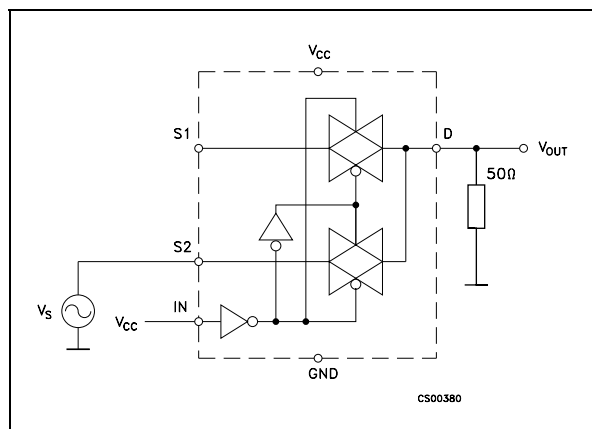 VCC
S1
D
VOUT
50Ω
S2
IN
VS
VCC
GND
CS00380